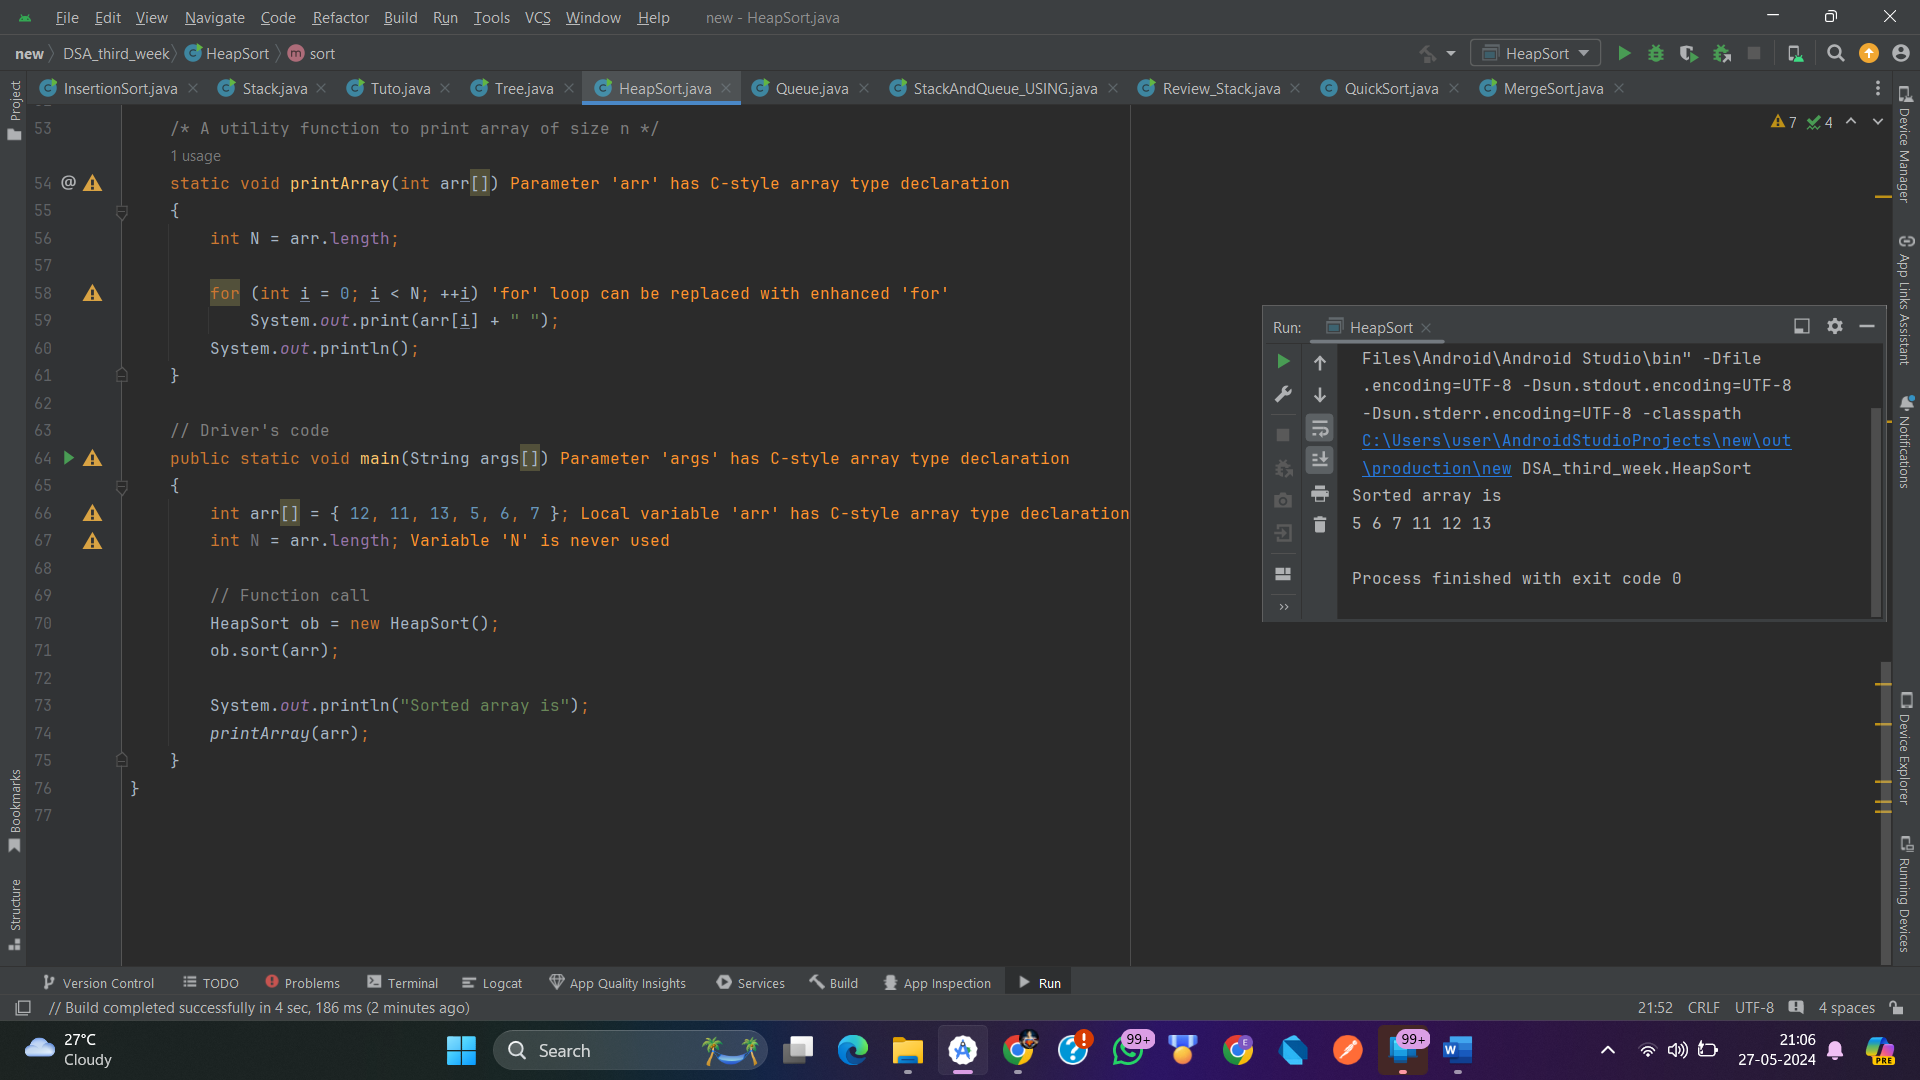 File Edit View Navigate Code Refactor Build Run Tools VCS Window Help new - HeapSort.java
new DSA_third_week HeapSort m sort HeapSort
InsertionSort.java Stack.java Tuto.java Tree.java HeapSort.java Queue.java StackAndQueue_USING.java Review_Stack.java QuickSort.java MergeSort.java
Project
Bookmarks
Structure
7 4
53 /* A utility function to print array of size n */
1 usage
54 @ static void printArray(int arr[]) Parameter 'arr' has C-style array type declaration
55 {
56 int N = arr.length;
57
58 for (int i = 0; i < N; ++i) 'for' loop can be replaced with enhanced 'for'
59 System.out.print(arr[i] + " ");
60 System.out.println();
61 }
62
63 // Driver's code
64 public static void main(String args[]) Parameter 'args' has C-style array type declaration
65 {
66 int arr[] = { 12, 11, 13, 5, 6, 7 }; Local variable 'arr' has C-style array type declaration
67 int N = arr.length; Variable 'N' is never used
68
69 // Function call
70 HeapSort ob = new HeapSort();
71 ob.sort(arr);
72
73 System.out.println("Sorted array is");
74 printArray(arr);
75 }
76 }
77
Run: HeapSort
Files\Android\Android Studio\bin" -Dfile
.encoding=UTF-8 -Dsun.stdout.encoding=UTF-8
-Dsun.stderr.encoding=UTF-8 -classpath
C:\Users\user\AndroidStudioProjects\new\out
\production\new DSA_third_week.HeapSort
Sorted array is
5 6 7 11 12 13
Process finished with exit code 0
Device Manager
App Links Assistant
Notifications
Device Explorer
Running Devices
Version Control TODO Problems Terminal Logcat App Quality Insights Services Build App Inspection Run
// Build completed successfully in 4 sec, 186 ms (2 minutes ago) 21:52 CRLF UTF-8 4 spaces
27°C
Cloudy
Search
99+
E
99+
W
21:06
27-05-2024
PRE